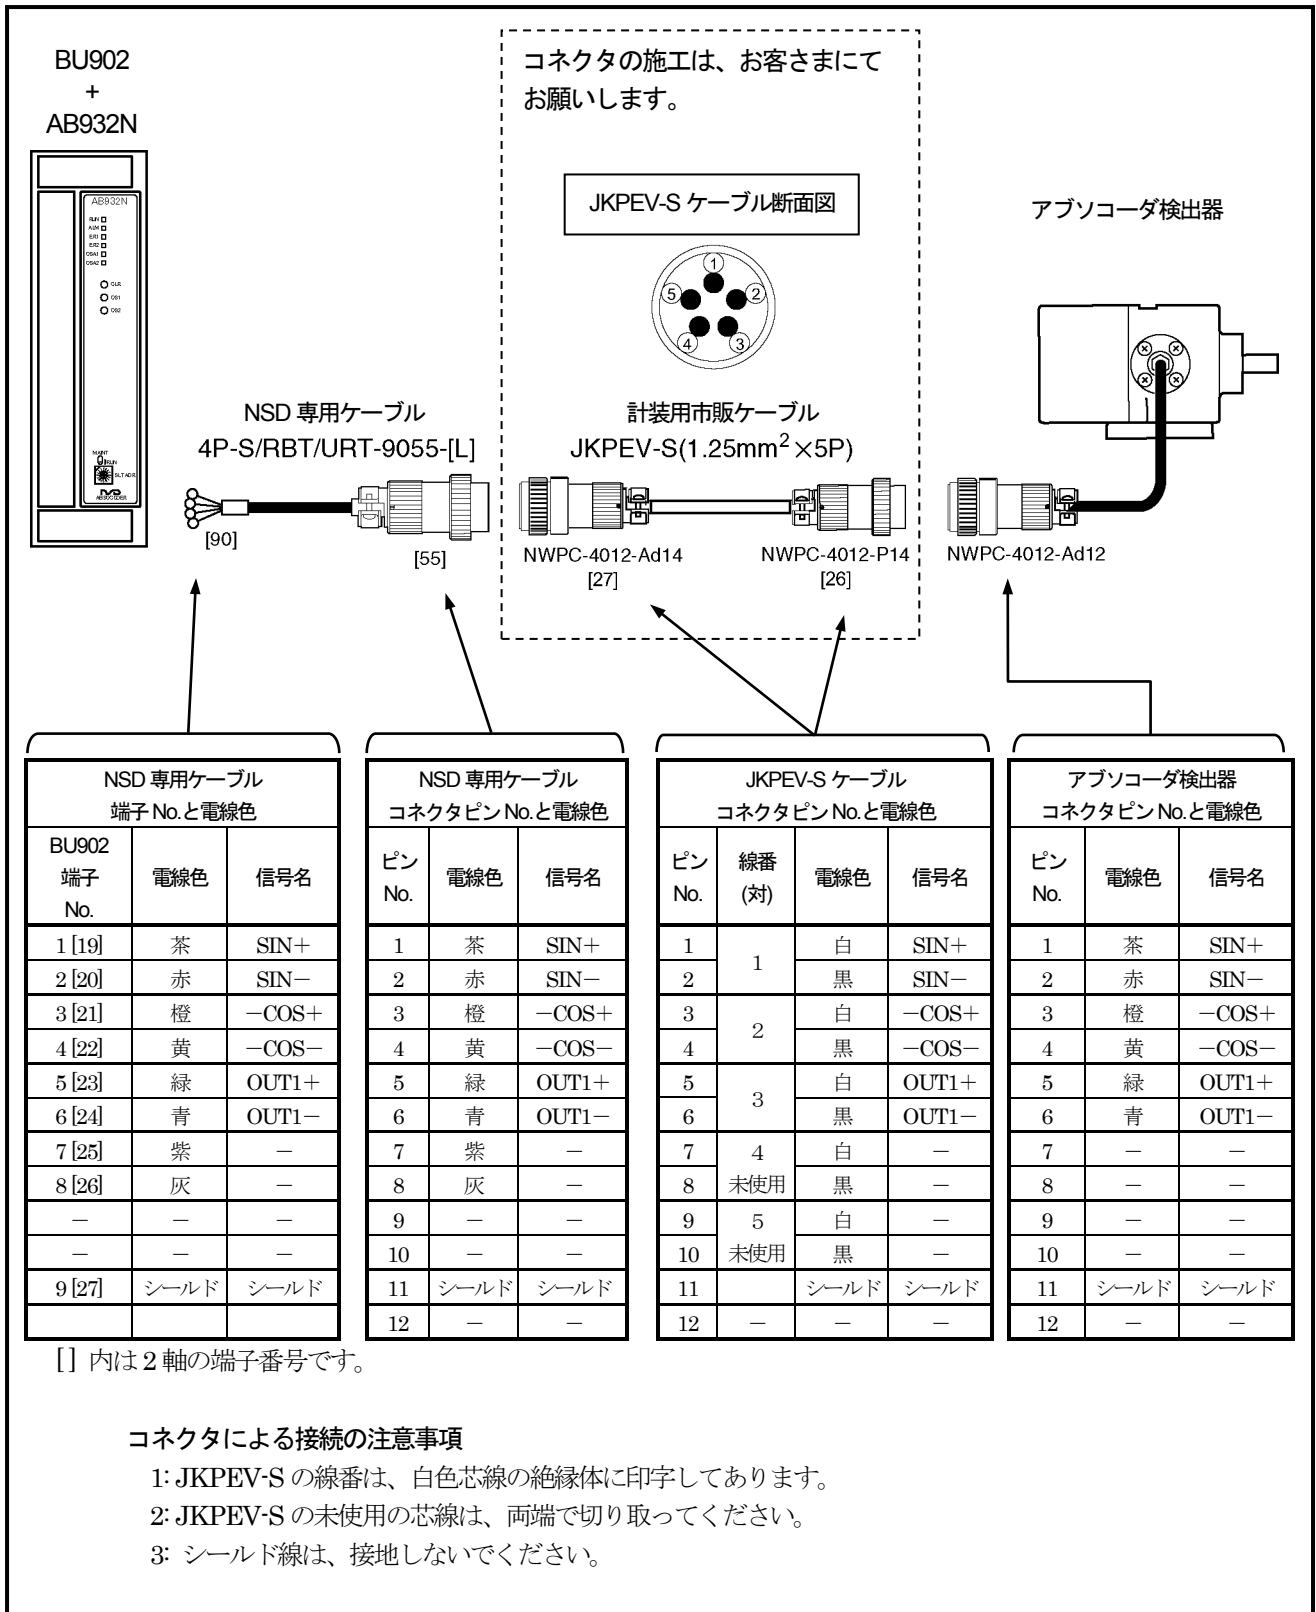 BU902
+
AB932N
AB932N
RUN
ALM
ER1
ER2
OSA1
OSA2
CLR
OS1
OS2
MAINT
RUN
SLT ADR.
NSD
ABSOCODER
コネクタの施工は、お客さまにて
お願いします。
JKPEV-S ケーブル断面図
1
5
2
4
3
アブソコーダ検出器
NSD 専用ケーブル
4P-S/RBT/URT-9055-[L]
計装用市販ケーブル
JKPEV-S(1.25mm²×5P)
[90]
[55]
NWPC-4012-Ad14
[27]
NWPC-4012-P14
[26]
NWPC-4012-Ad12
NSD 専用ケーブル
端子 No.と電線色
BU902 端子 No. 電線色 信号名
1 [19] 茶 SIN+
2 [20] 赤 SIN−
3 [21] 橙 −COS+
4 [22] 黄 −COS−
5 [23] 緑 OUT1+
6 [24] 青 OUT1−
7 [25] 紫 −
8 [26] 灰 −
− − −
− − −
9 [27] シールド シールド
NSD 専用ケーブル
コネクタピン No.と電線色
ピン No. 電線色 信号名
1 茶 SIN+
2 赤 SIN−
3 橙 −COS+
4 黄 −COS−
5 緑 OUT1+
6 青 OUT1−
7 紫 −
8 灰 −
9 − −
10 − −
11 シールド シールド
12 − −
JKPEV-S ケーブル
コネクタピン No.と電線色
ピン No. 線番 (対) 電線色 信号名
1 1 白 SIN+
2 黒 SIN−
3 2 白 −COS+
4 黒 −COS−
5 3 白 OUT1+
6 黒 OUT1−
7 4 白 −
8 未使用 黒 −
9 5 白 −
10 未使用 黒 −
11 シールド シールド
12 − − −
アブソコーダ検出器
コネクタピン No.と電線色
ピン No. 電線色 信号名
1 茶 SIN+
2 赤 SIN−
3 橙 −COS+
4 黄 −COS−
5 緑 OUT1+
6 青 OUT1−
7 − −
8 − −
9 − −
10 − −
11 シールド シールド
12 − −
[ ] 内は 2 軸の端子番号です。
コネクタによる接続の注意事項
1: JKPEV-S の線番は、白色芯線の絶縁体に印字してあります。
2: JKPEV-S の未使用の芯線は、両端で切り取ってください。
3: シールド線は、接地しないでください。